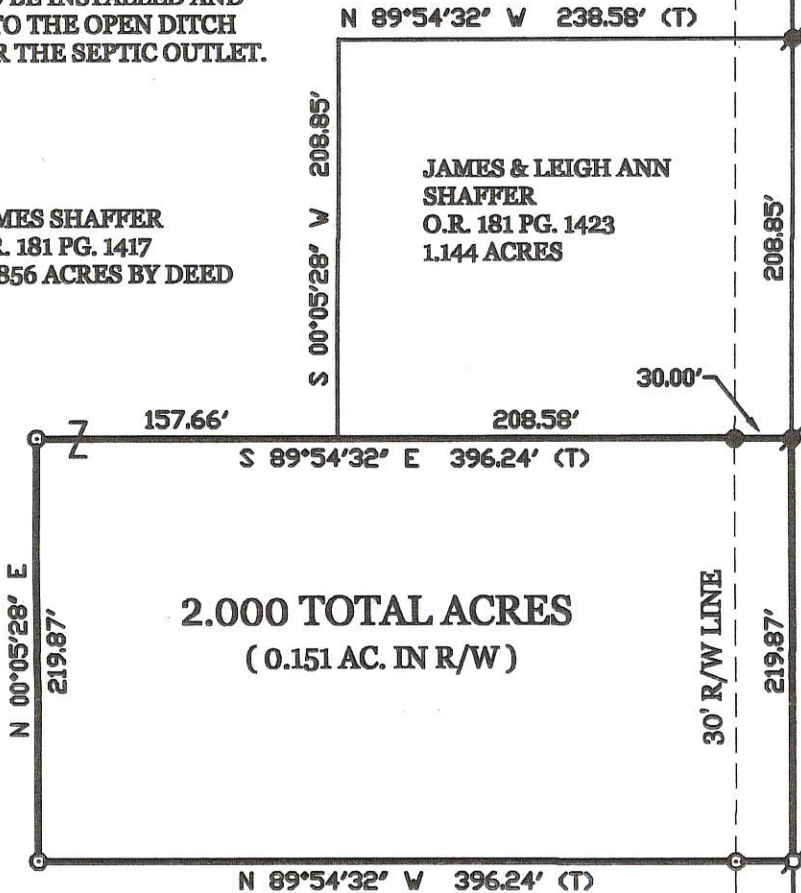 BE INSTALLED AND
TO THE OPEN DITCH
THE SEPTIC OUTLET.
N 89°54'32" W 238.58' (T)
S 00°05'28" W 208.85'
JAMES & LEIGH ANN
SHAFFER
O.R. 181 PG. 1423
1.144 ACRES
208.85'
SHAFFER
181 PG. 1417
856 ACRES BY DEED
30.00'
157.66'
208.58'
S 89°54'32" E 396.24' (T)
N 00°05'28" E
219.87'
2.000 TOTAL ACRES
( 0.151 AC. IN R/W )
30' R/W LINE
219.87'
N 89°54'32" W 396.24' (T)